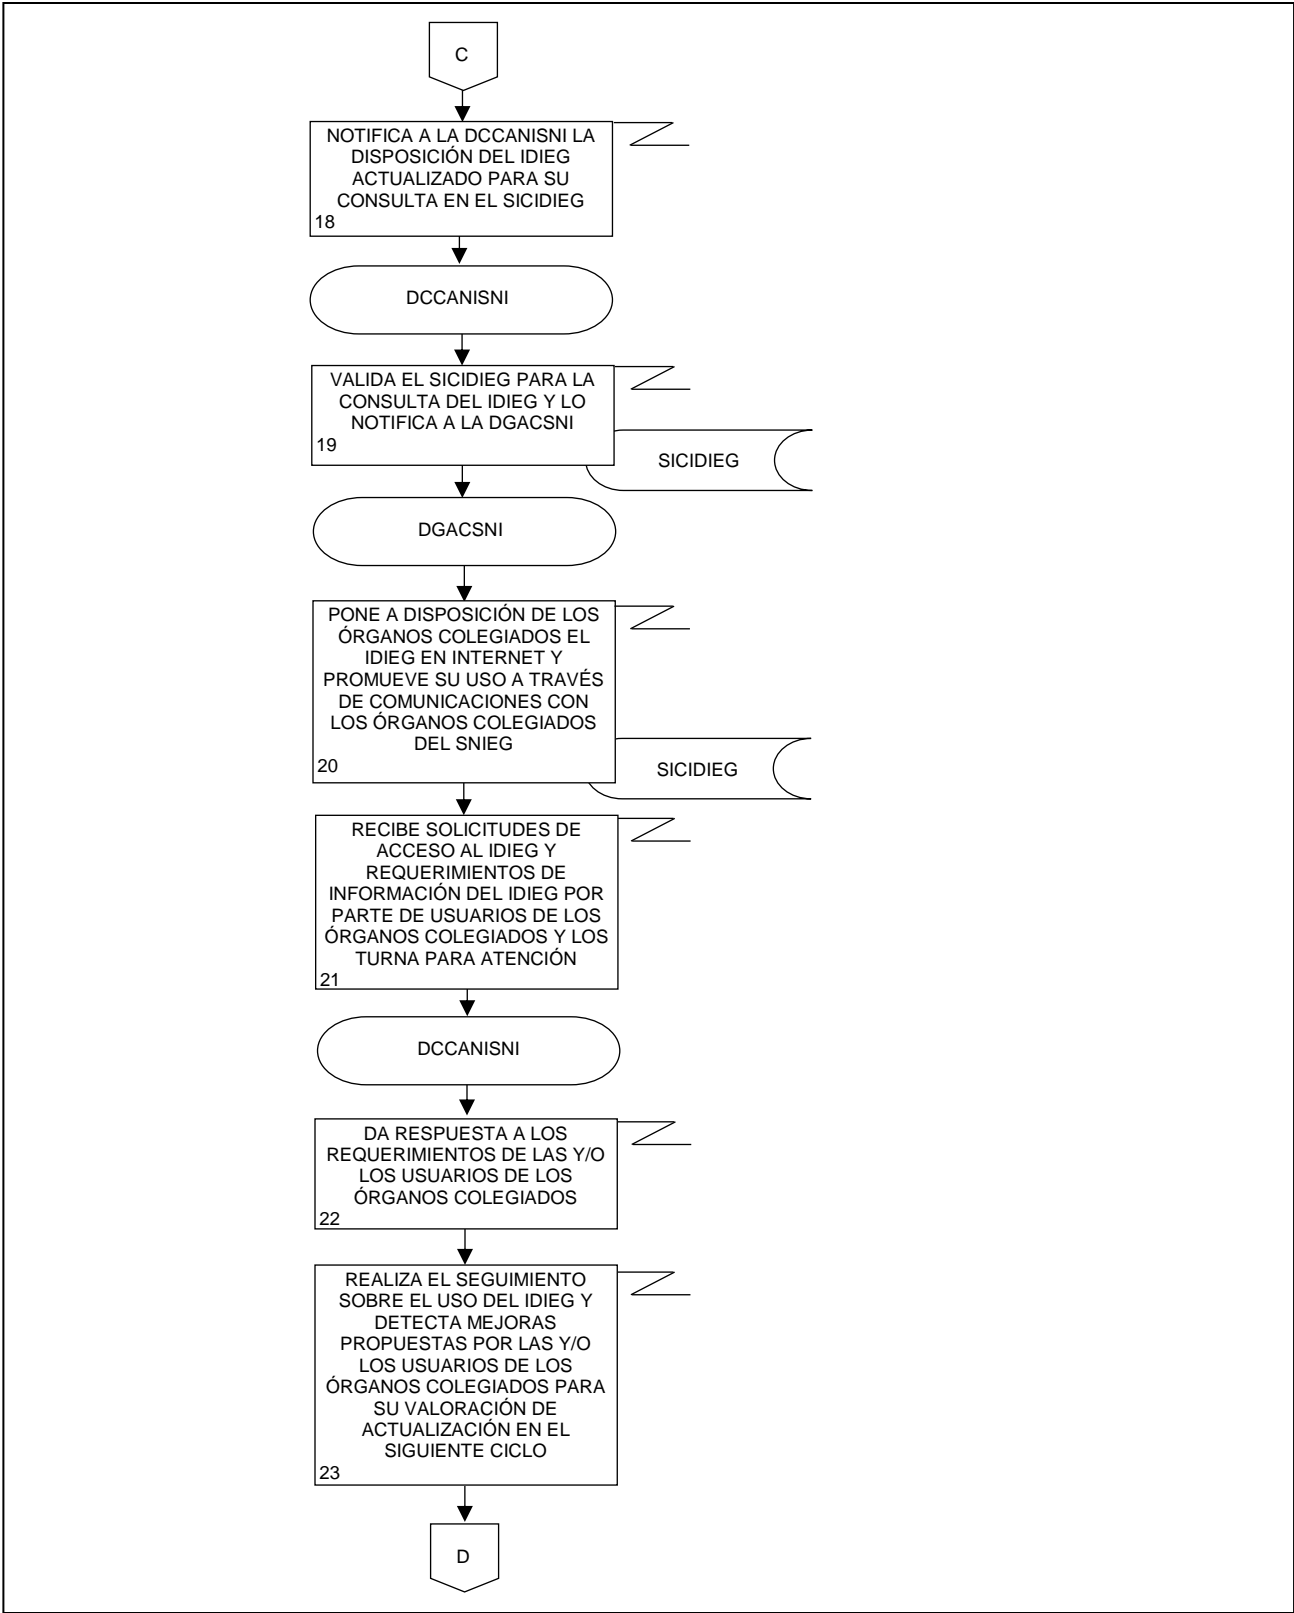 C
NOTIFICA A LA DCCANISNI LA
DISPOSICIÓN DEL IDIEG
ACTUALIZADO PARA SU
CONSULTA EN EL SICIDIEG
18
DCCANISNI
VALIDA EL SICIDIEG PARA LA
CONSULTA DEL IDIEG Y LO
NOTIFICA A LA DGACSNI
19
SICIDIEG
DGACSNI
PONE A DISPOSICIÓN DE LOS
ÓRGANOS COLEGIADOS EL
IDIEG EN INTERNET Y
PROMUEVE SU USO A TRAVÉS
DE COMUNICACIONES CON
LOS ÓRGANOS COLEGIADOS
DEL SNIEG
20
SICIDIEG
RECIBE SOLICITUDES DE
ACCESO AL IDIEG Y
REQUERIMIENTOS DE
INFORMACIÓN DEL IDIEG POR
PARTE DE USUARIOS DE LOS
ÓRGANOS COLEGIADOS Y LOS
TURNA PARA ATENCIÓN
21
DCCANISNI
DA RESPUESTA A LOS
REQUERIMIENTOS DE LAS Y/O
LOS USUARIOS DE LOS
ÓRGANOS COLEGIADOS
22
REALIZA EL SEGUIMIENTO
SOBRE EL USO DEL IDIEG Y
DETECTA MEJORAS
PROPUESTAS POR LAS Y/O
LOS USUARIOS DE LOS
ÓRGANOS COLEGIADOS PARA
SU VALORACIÓN DE
ACTUALIZACIÓN EN EL
SIGUIENTE CICLO
23
D